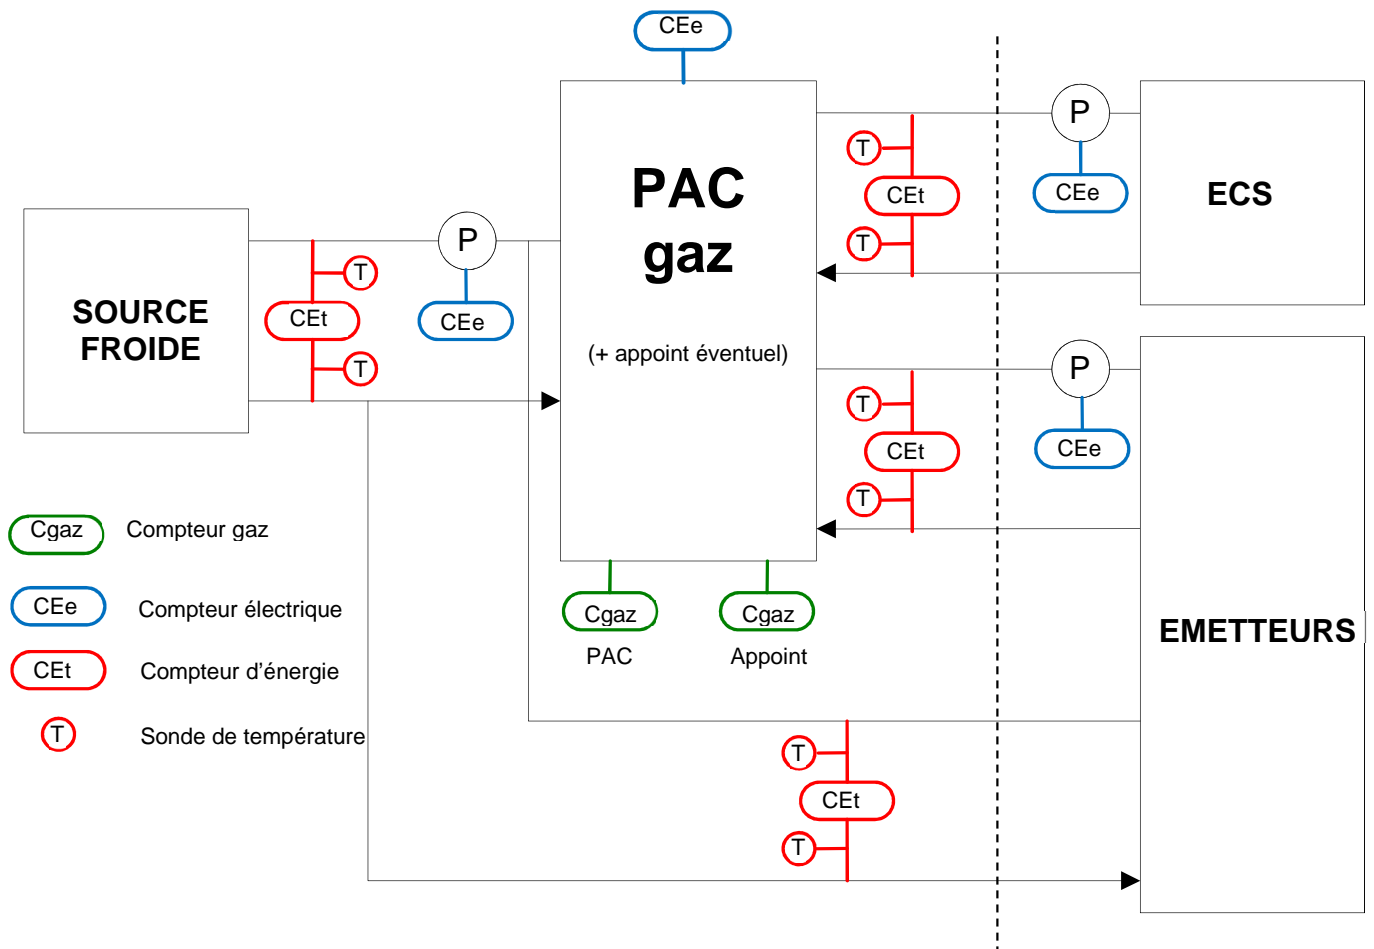 CEe
PAC
gaz
(+ appoint éventuel)
T
CEt
T
P
CEe
ECS
SOURCE
FROIDE
T
CEt
T
P
CEe
T
CEt
T
P
CEe
EMETTEURS
Cgaz
PAC
Cgaz
Appoint
Cgaz Compteur gaz
CEe Compteur électrique
CEt Compteur d'énergie
T Sonde de température
T
CEt
T